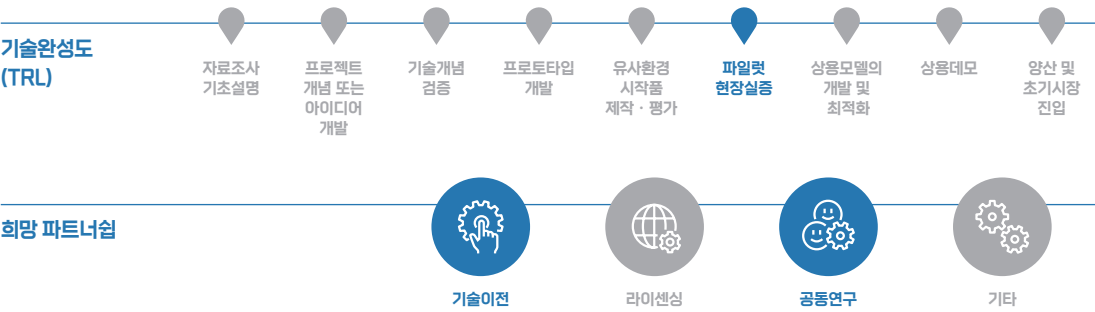 기술완성도
(TRL)
자료조사
기초설명
프로젝트
개념 또는
아이디어
개발
기술개념
검증
프로토타입
개발
유사환경
시작품
제작 · 평가
파일럿
현장실증
상용모델의
개발 및
최적화
상용데모
양산 및
초기시장
진입
희망 파트너쉽
기술이전
라이센싱
공동연구
기타